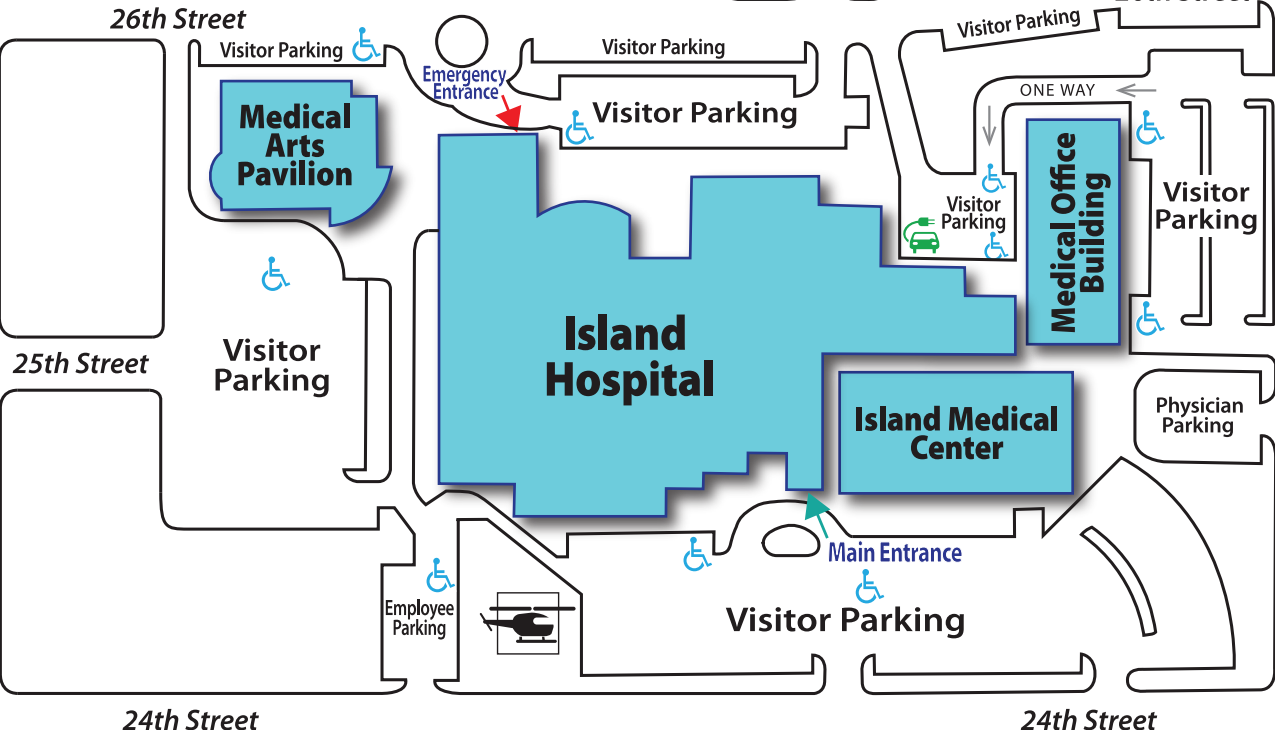 26th Street
Visitor Parking
Visitor Parking
Visitor Parking
Emergency
Entrance
Visitor Parking
ONE WAY
Medical
Arts
Pavilion
Visitor
Parking
Medical Office
Building
Visitor
Parking
25th Street
Visitor
Parking
Island
Hospital
Island Medical
Center
Physician
Parking
Main Entrance
Employee
Parking
Visitor Parking
24th Street
24th Street